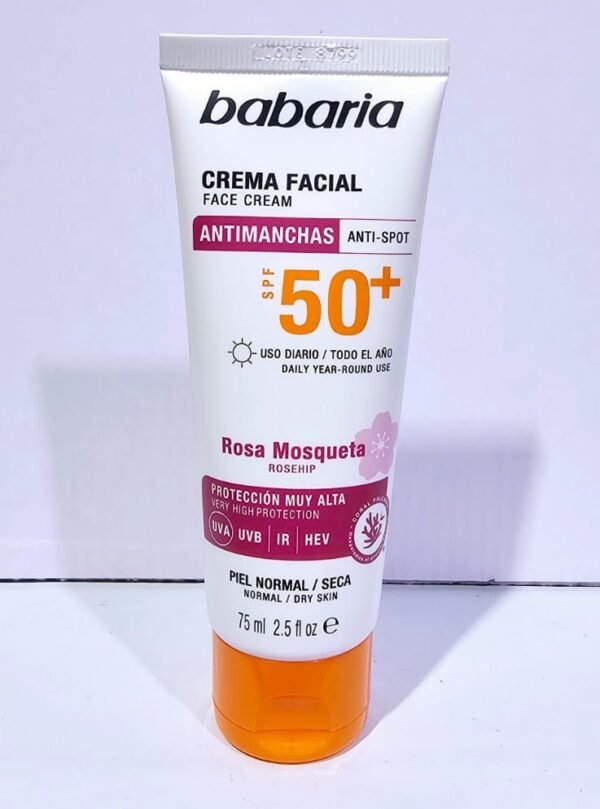 LOTE 8799
babaria
CREMA FACIAL
FACE CREAM
ANTIMANCHAS ANTI-SPOT
SPF 50+
USO DIARIO / TODO EL AÑO
DAILY YEAR-ROUND USE
Rosa Mosqueta
ROSEHIP
PROTECCIÓN MUY ALTA
VERY HIGH PROTECTION
UVA UVB IR HEV
PIEL NORMAL / SECA
NORMAL / DRY SKIN
75 ml 2.5 fl oz e